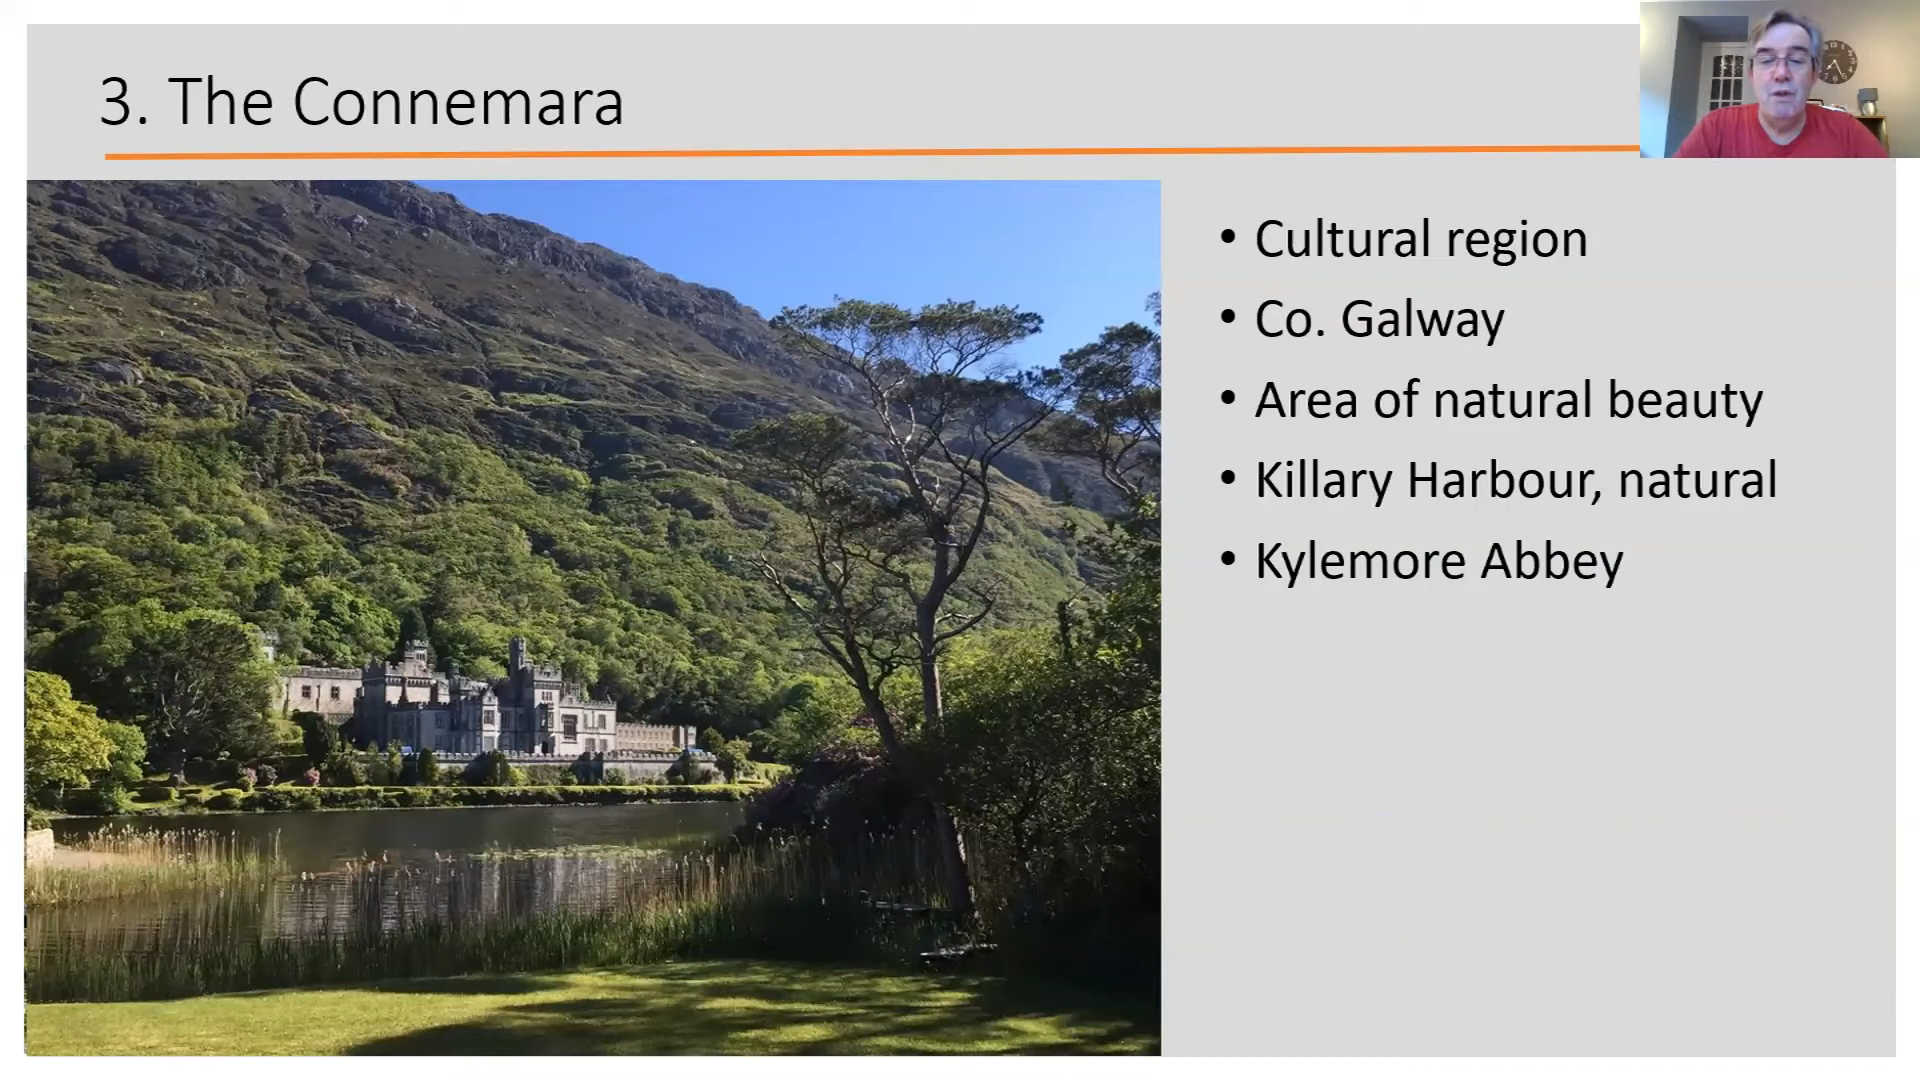 3. The Connemara
• Cultural region
• Co. Galway
• Area of natural beauty
• Killary Harbour, natural
• Kylemore Abbey